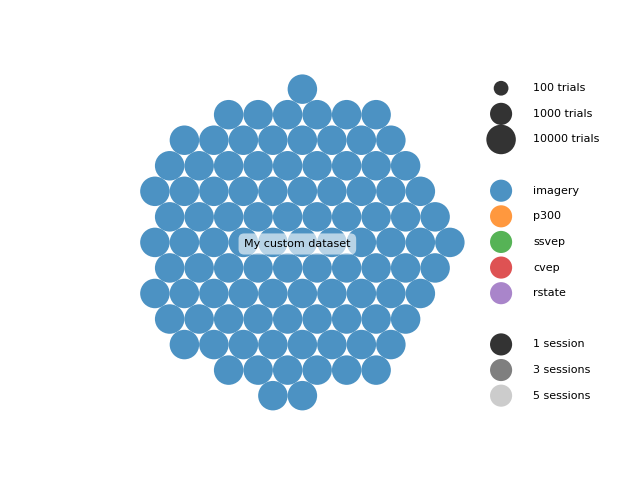 My custom dataset
100 trials
1000 trials
10000 trials
imagery
p300
ssvep
cvep
rstate
1 session
3 sessions
5 sessions